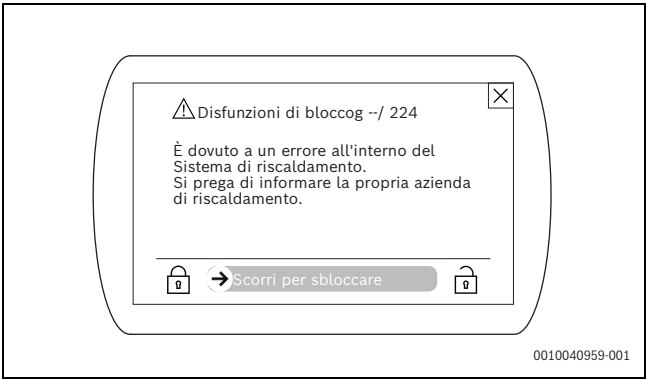 Disfunzioni di bloccog --/ 224
È dovuto a un errore all'interno del
Sistema di riscaldamento.
Si prega di informare la propria azienda
di riscaldamento.
Scorri per sbloccare
0010040959-001